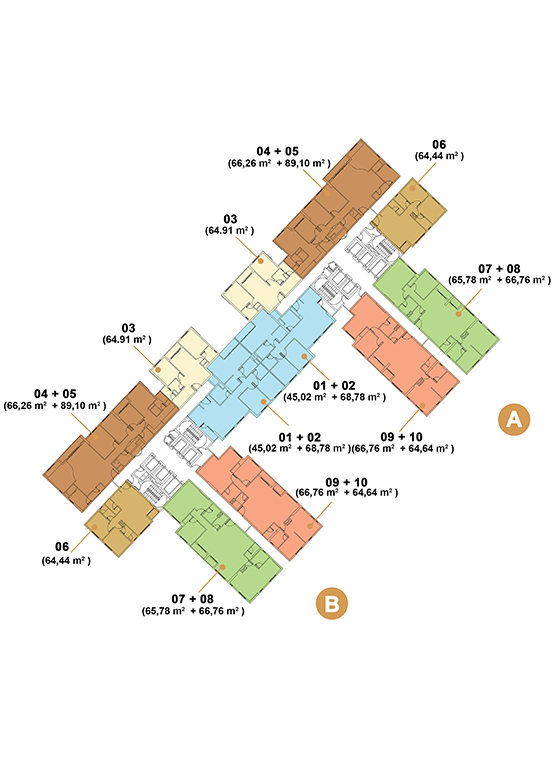 06
(64,44 m²)
04 + 05
(66,26 m² + 89,10 m²)
03
(64.91 m²)
07 + 08
(65,78 m² + 66,76 m²)
03
(64.91 m²)
01 + 02
(45,02 m² + 68,78 m²)
04 + 05
(66,26 m² + 89,10 m²)
A
01 + 02
(45,02 m² + 68,78 m²)
09 + 10
(66,76 m² + 64,64 m²)
09 + 10
(66,76 m² + 64,64 m²)
06
(64,44 m²)
07 + 08
(65,78 m² + 66,76 m²)
B